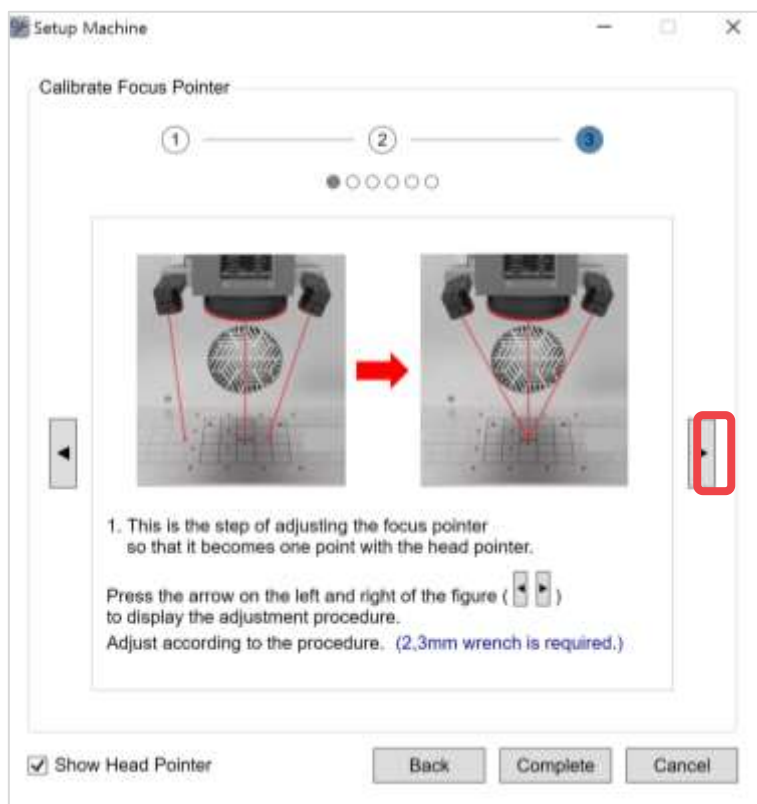 Setup Machine
Calibrate Focus Pointer
1 2 3
1. This is the step of adjusting the focus pointer
so that it becomes one point with the head pointer.
Press the arrow on the left and right of the figure ( ◀ ▶ )
to display the adjustment procedure.
Adjust according to the procedure. (2,3mm wrench is required.)
Show Head Pointer
Back Complete Cancel